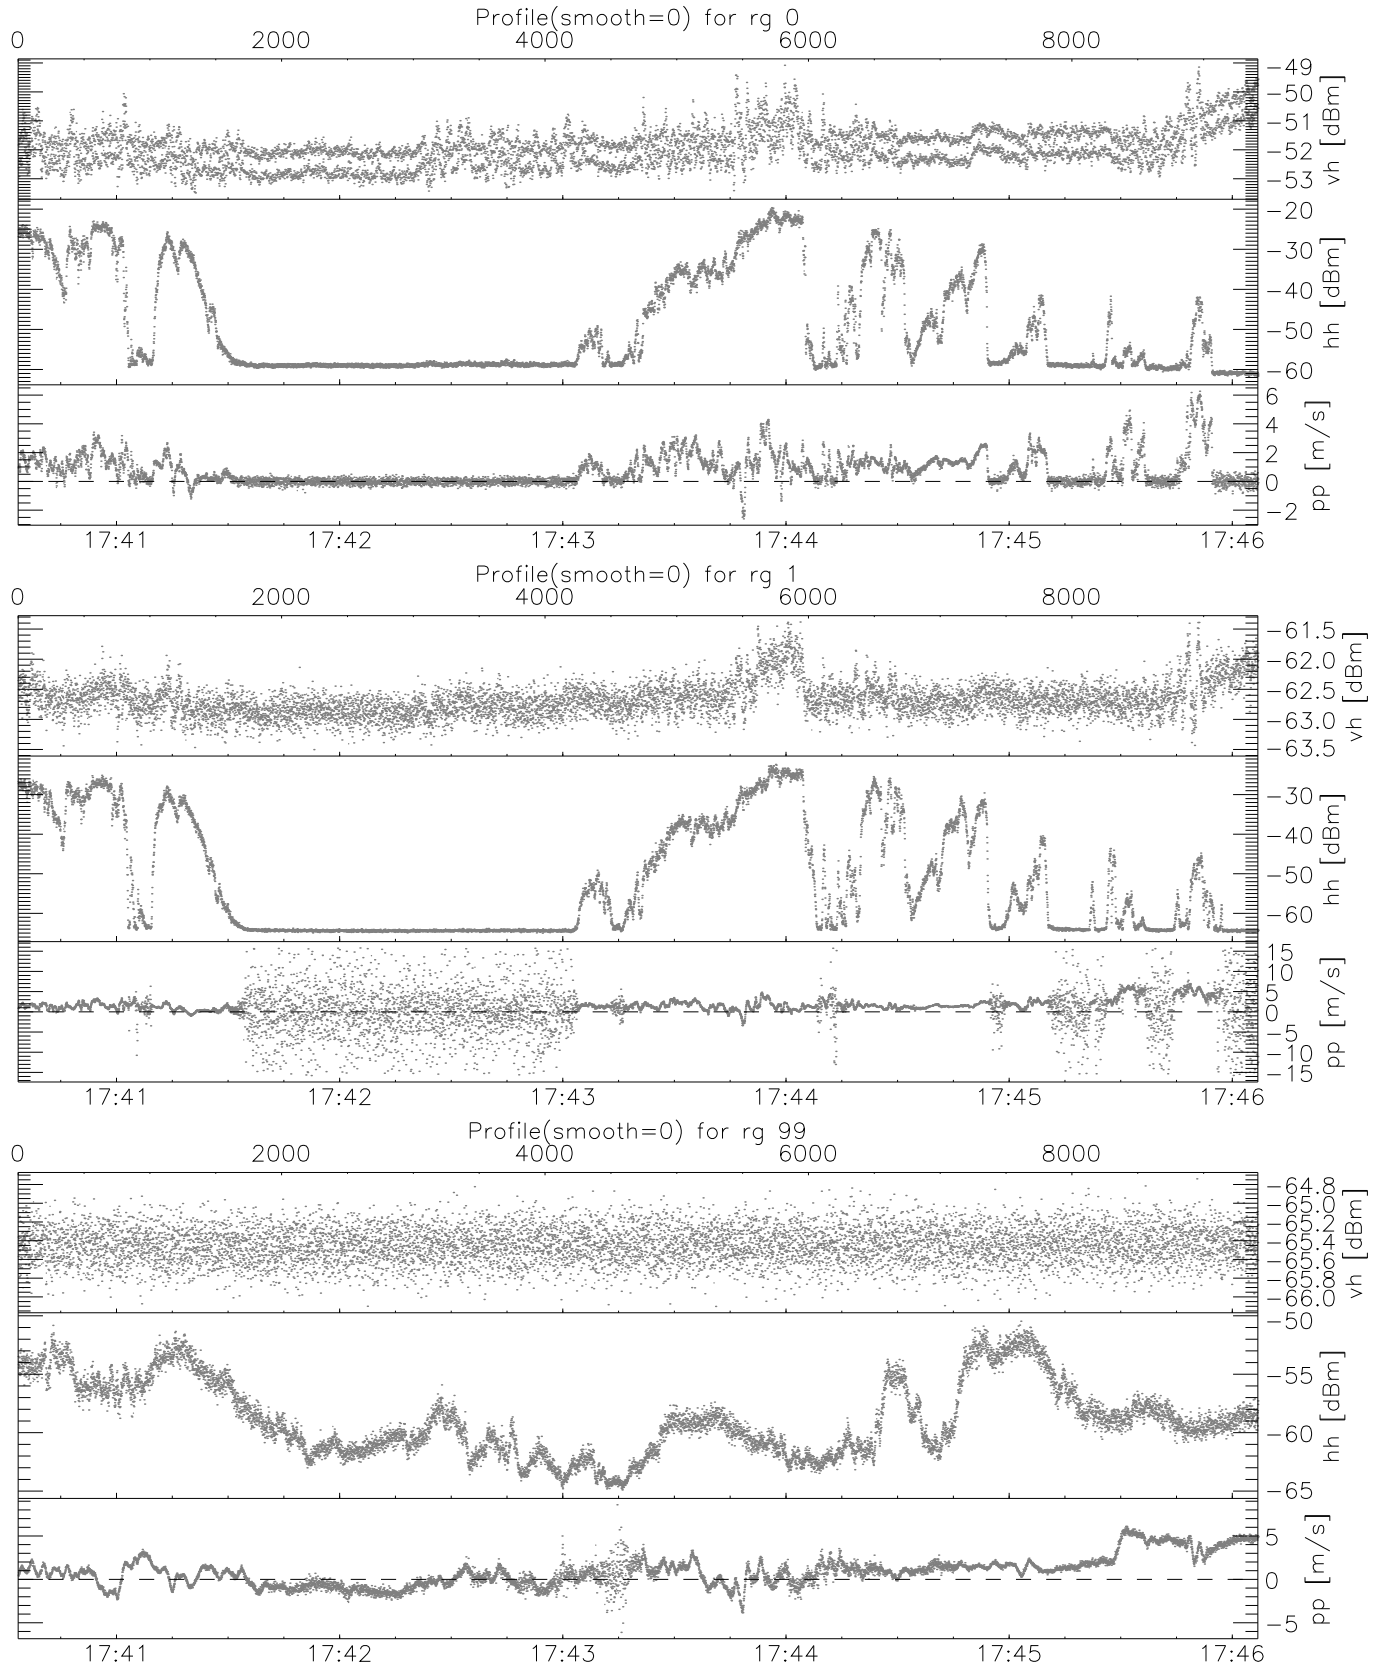 Profile(smooth=0) for rg 0
0 2000 4000 6000 8000
-49
-50
-51
-52
-53
vh [dBm]
-20
-30
-40
-50
-60
hh [dBm]
6
4
2
0
-2
pp [m/s]
17:41 17:42 17:43 17:44 17:45 17:46
Profile(smooth=0) for rg 1
0 2000 4000 6000 8000
-61.5
-62.0
-62.5
-63.0
-63.5
vh [dBm]
-30
-40
-50
-60
hh [dBm]
15
10
5
0
-5
-10
-15
pp [m/s]
17:41 17:42 17:43 17:44 17:45 17:46
Profile(smooth=0) for rg 99
0 2000 4000 6000 8000
-64.8
-65.0
-65.2
-65.4
-65.6
-65.8
-66.0
vh [dBm]
-50
-55
-60
-65
hh [dBm]
5
0
-5
pp [m/s]
17:41 17:42 17:43 17:44 17:45 17:46